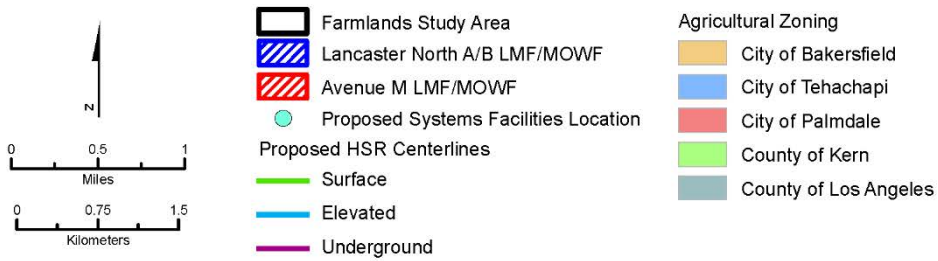 N
0 0.5 1
Miles
0 0.75 1.5
Kilometers
Farmlands Study Area
Lancaster North A/B LMF/MOWF
Avenue M LMF/MOWF
Proposed Systems Facilities Location
Proposed HSR Centerlines
Surface
Elevated
Underground
Agricultural Zoning
City of Bakersfield
City of Tehachapi
City of Palmdale
County of Kern
County of Los Angeles